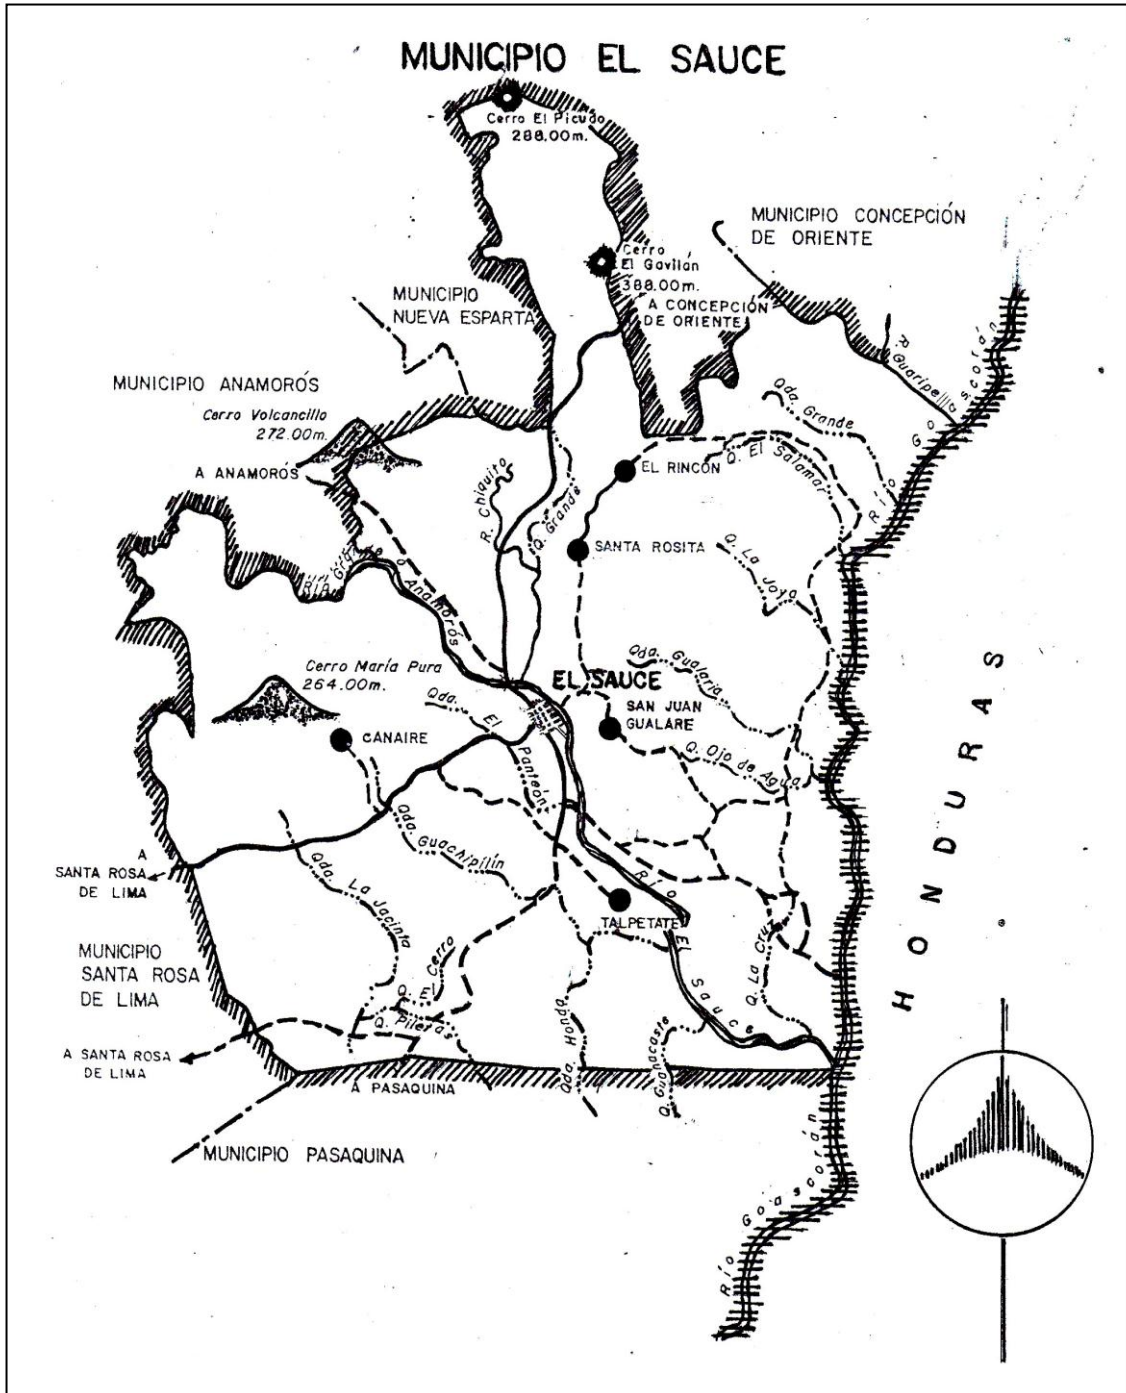 MUNICIPIO EL SAUCE
Cerro El Picudo
288.00m.
MUNICIPIO CONCEPCIÓN
DE ORIENTE
Cerro
El Gavilán
388.00m.
A CONCEPCIÓN
DE ORIENTE
MUNICIPIO
NUEVA ESPARTA
R. Guaripe
Río Goascorán
MUNICIPIO ANAMORÓS
Cerro Volcancillo
272.00m.
A ANAMORÓS
Qda. Grande
EL RINCÓN
Q. El Salamar
R. Chiquito
Q. Grande
SANTA ROSITA
Q. La Joya
Río Grande o Anamorós
Qda. Gualaria
Cerro María Pura
264.00m.
EL SAUCE
SAN JUAN
GUALARE
Qda. El Panteón
CANAIRE
Q. Ojo de Agua
HONDURAS
Qda. Guachipilín
A
SANTA ROSA
DE LIMA
Qda. La Jacinta
Río El Sauce
TALPETATE
MUNICIPIO
SANTA ROSA
DE LIMA
Q. El Cerro
Q. La Cruz
Q. Piletas
Qda. Honda
Q. Guanacaste
A SANTA ROSA
DE LIMA
A PASAQUINA
MUNICIPIO PASAQUINA
Río Goascorán